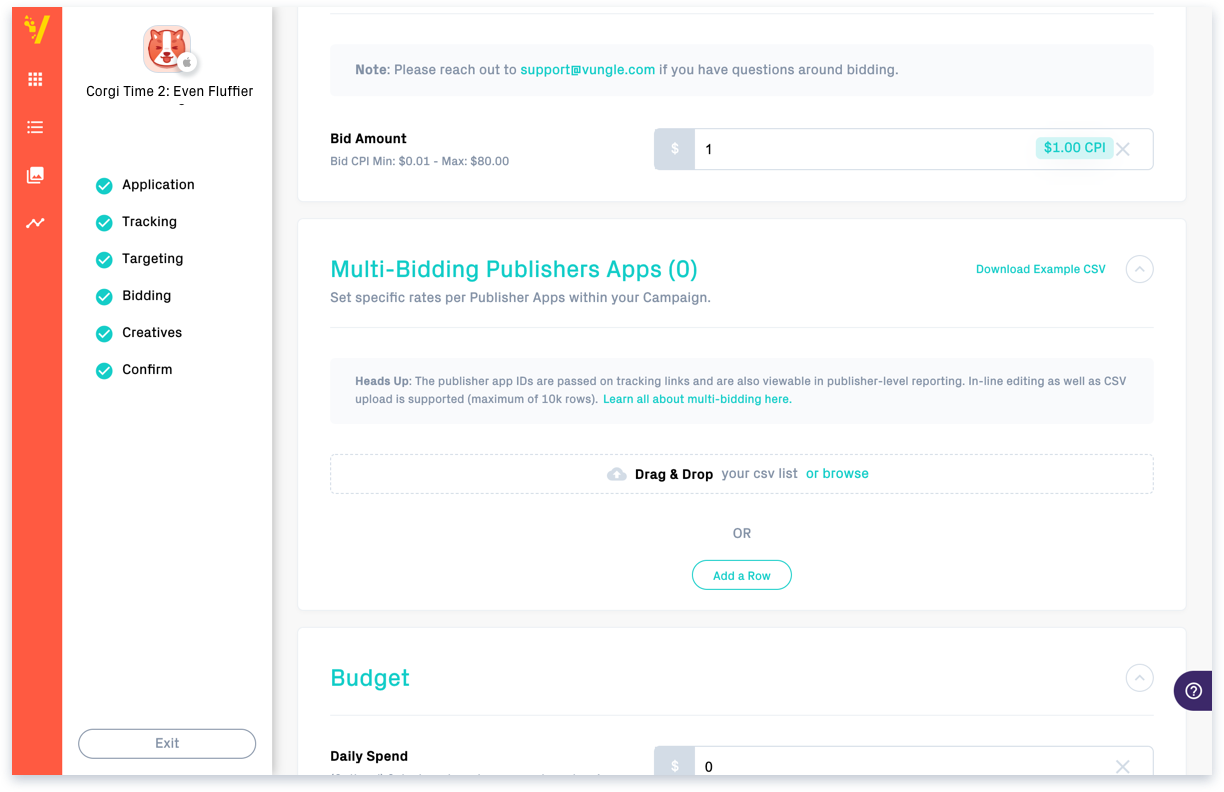 Corgi Time 2: Even Fluffier
Application
Tracking
Targeting
Bidding
Creatives
Confirm
Exit
Note: Please reach out to support@vungle.com if you have questions around bidding.
Bid Amount
Bid CPI Min: $0.01 - Max: $80.00
$ 1 $1.00 CPI
Multi-Bidding Publishers Apps (0)
Download Example CSV
Set specific rates per Publisher Apps within your Campaign.
Heads Up: The publisher app IDs are passed on tracking links and are also viewable in publisher-level reporting. In-line editing as well as CSV
upload is supported (maximum of 10k rows). Learn all about multi-bidding here.
Drag & Drop your csv list or browse
OR
Add a Row
Budget
Daily Spend
$ 0